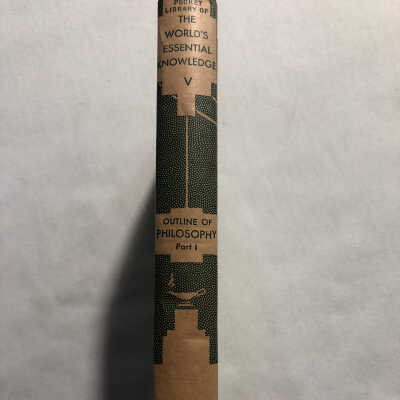 POCKET
LIBRARY OF
THE
WORLD'S
ESSENTIAL
KNOWLEDGE
V
OUTLINE OF
PHILOSOPHY
Part I